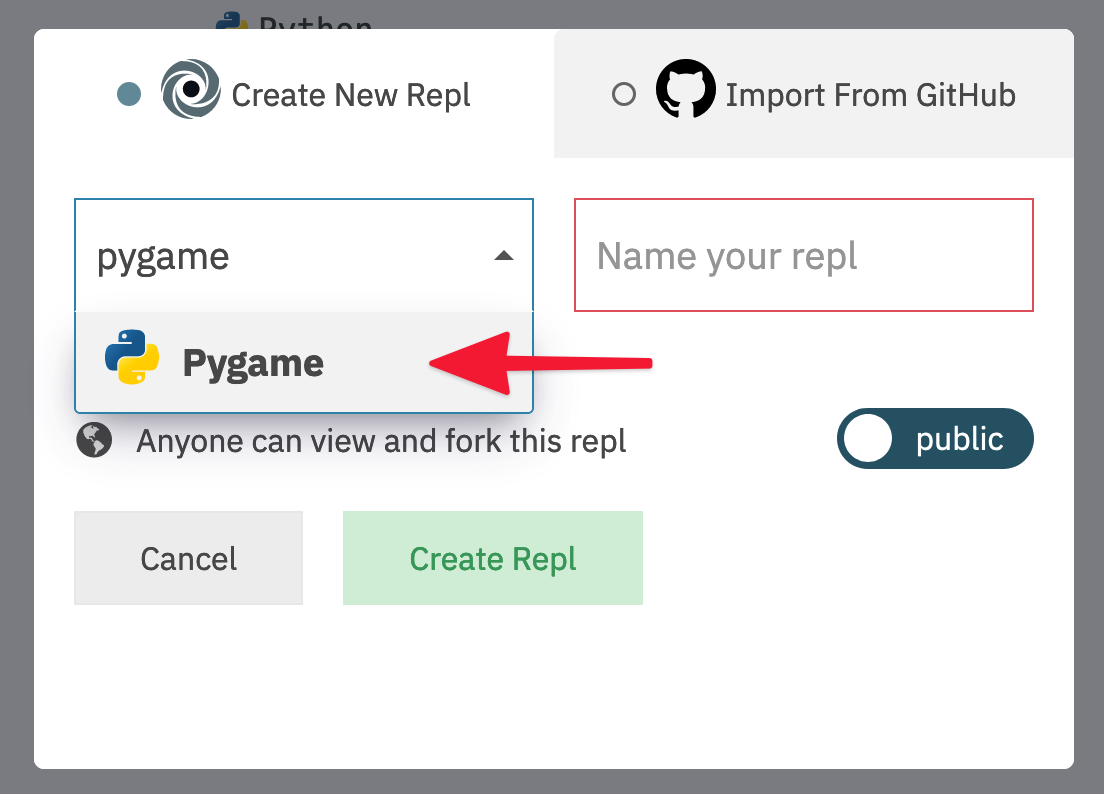 Python
Create New Repl
Import From GitHub
pygame
Name your repl
Pygame
Anyone can view and fork this repl
public
Cancel
Create Repl